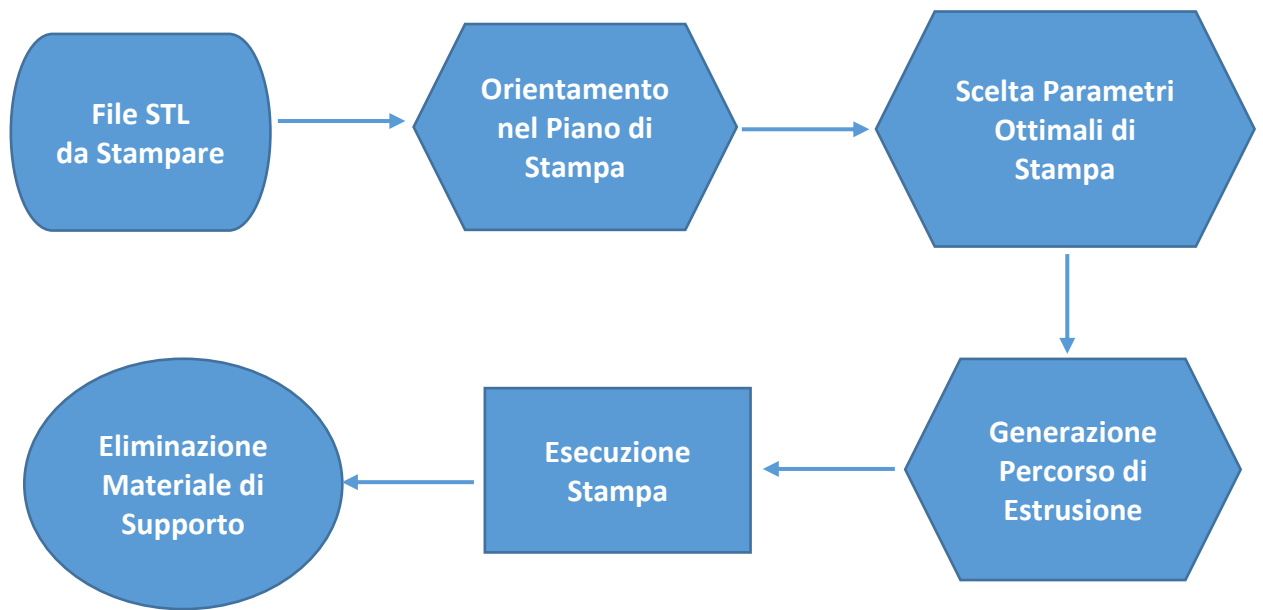 File STL
da Stampare
Orientamento
nel Piano di
Stampa
Scelta Parametri
Ottimali di
Stampa
Generazione
Percorso di
Estrusione
Esecuzione
Stampa
Eliminazione
Materiale di
Supporto